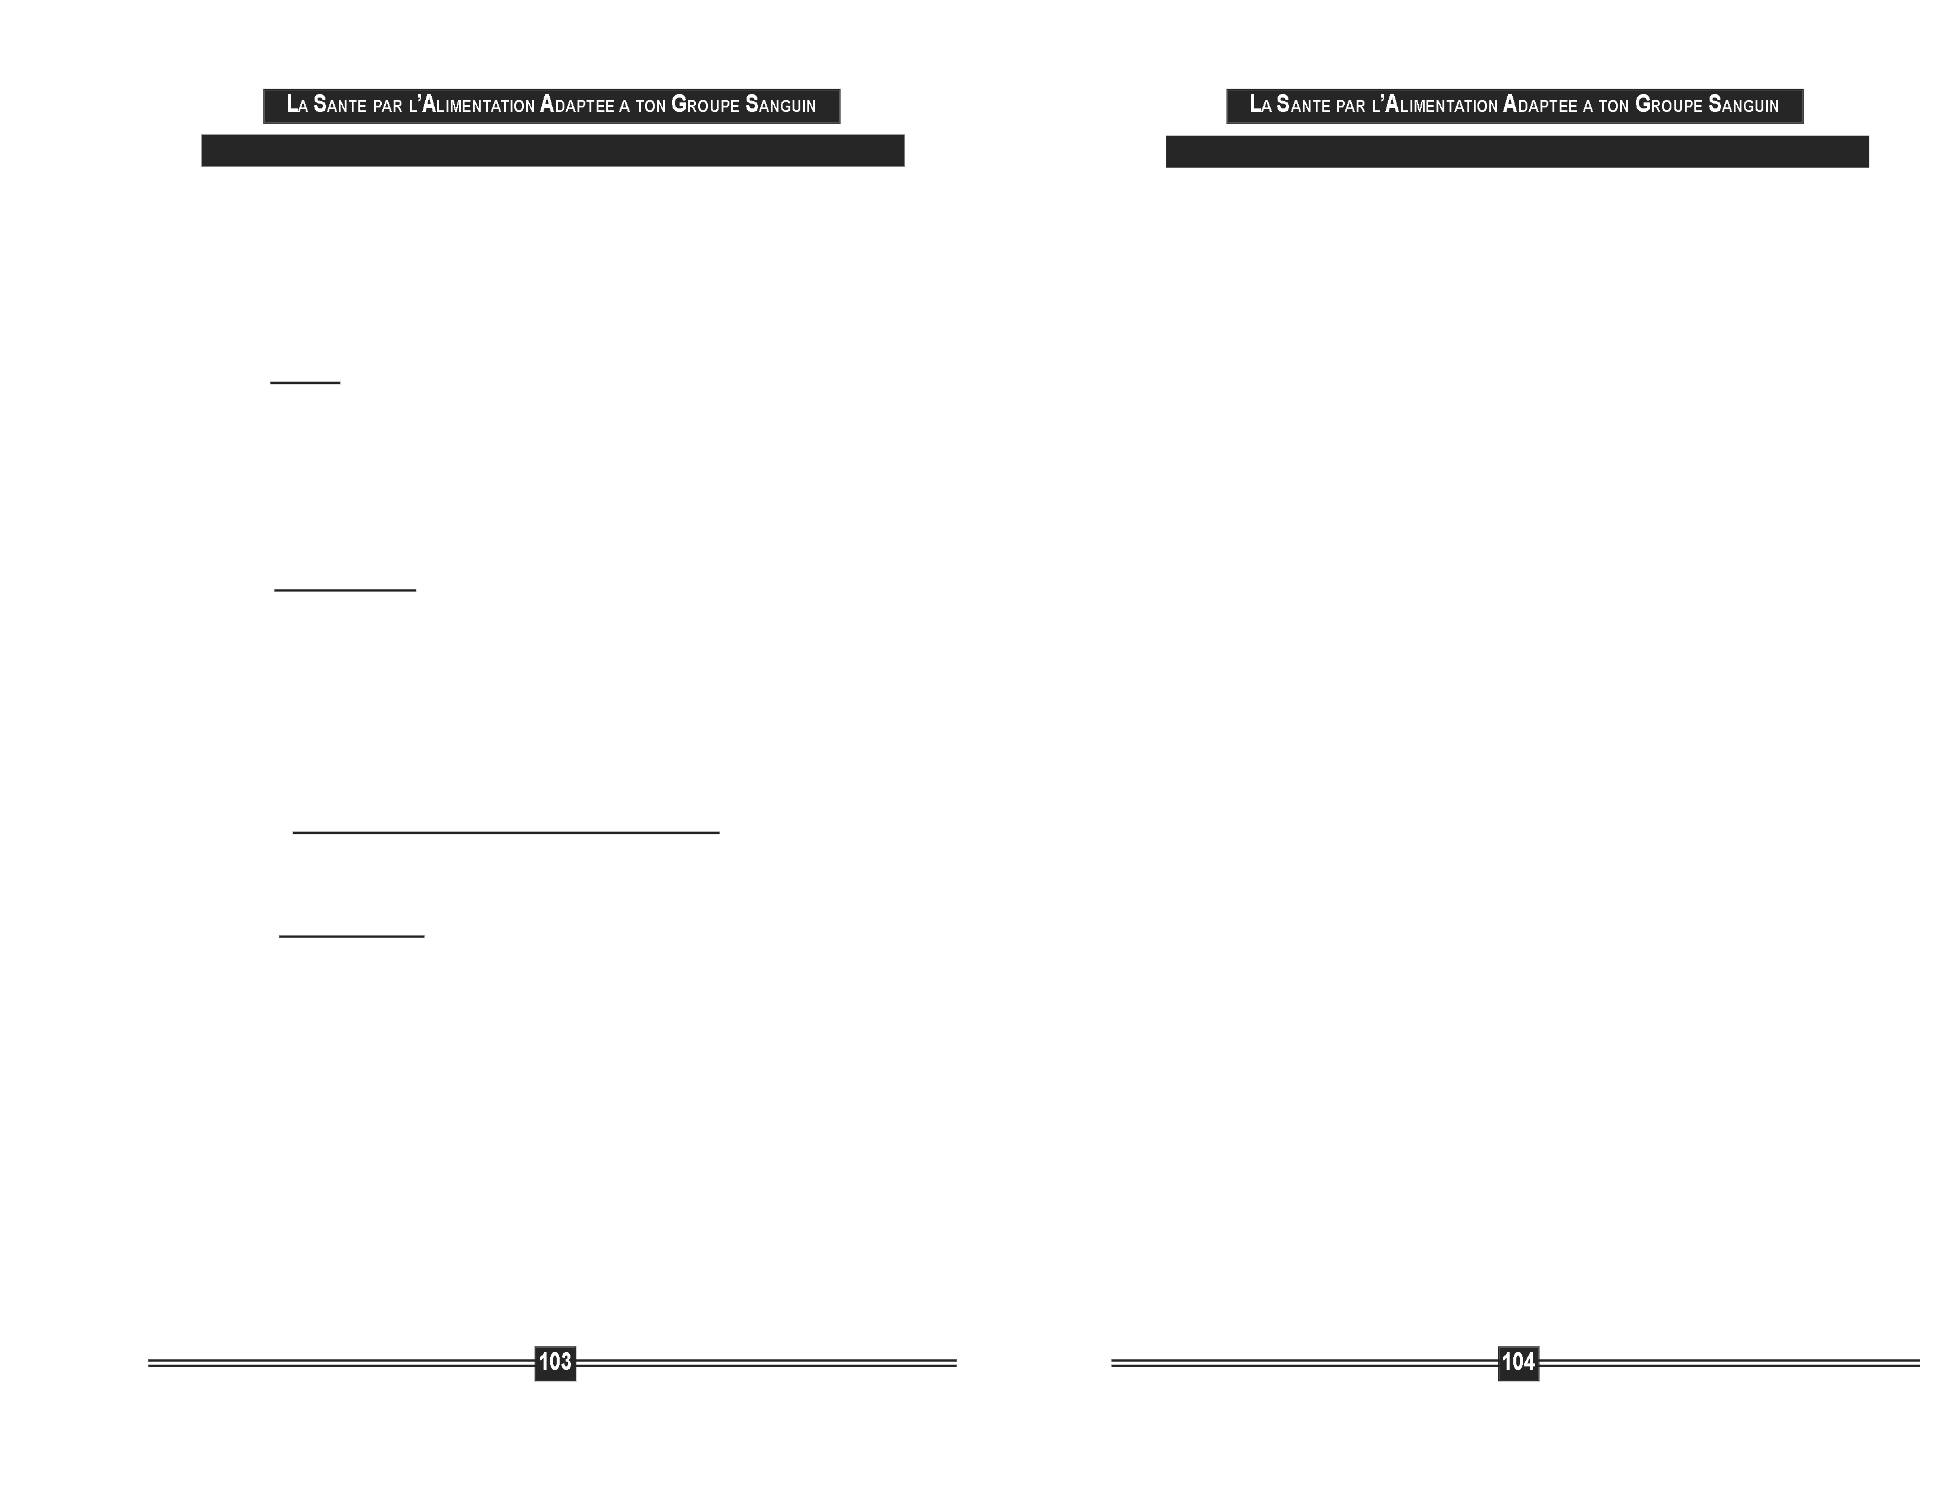 LA SANTE PAR L’ALIMENTATION ADAPTEE A TON GROUPE SANGUIN
103
LA SANTE PAR L’ALIMENTATION ADAPTEE A TON GROUPE SANGUIN
104